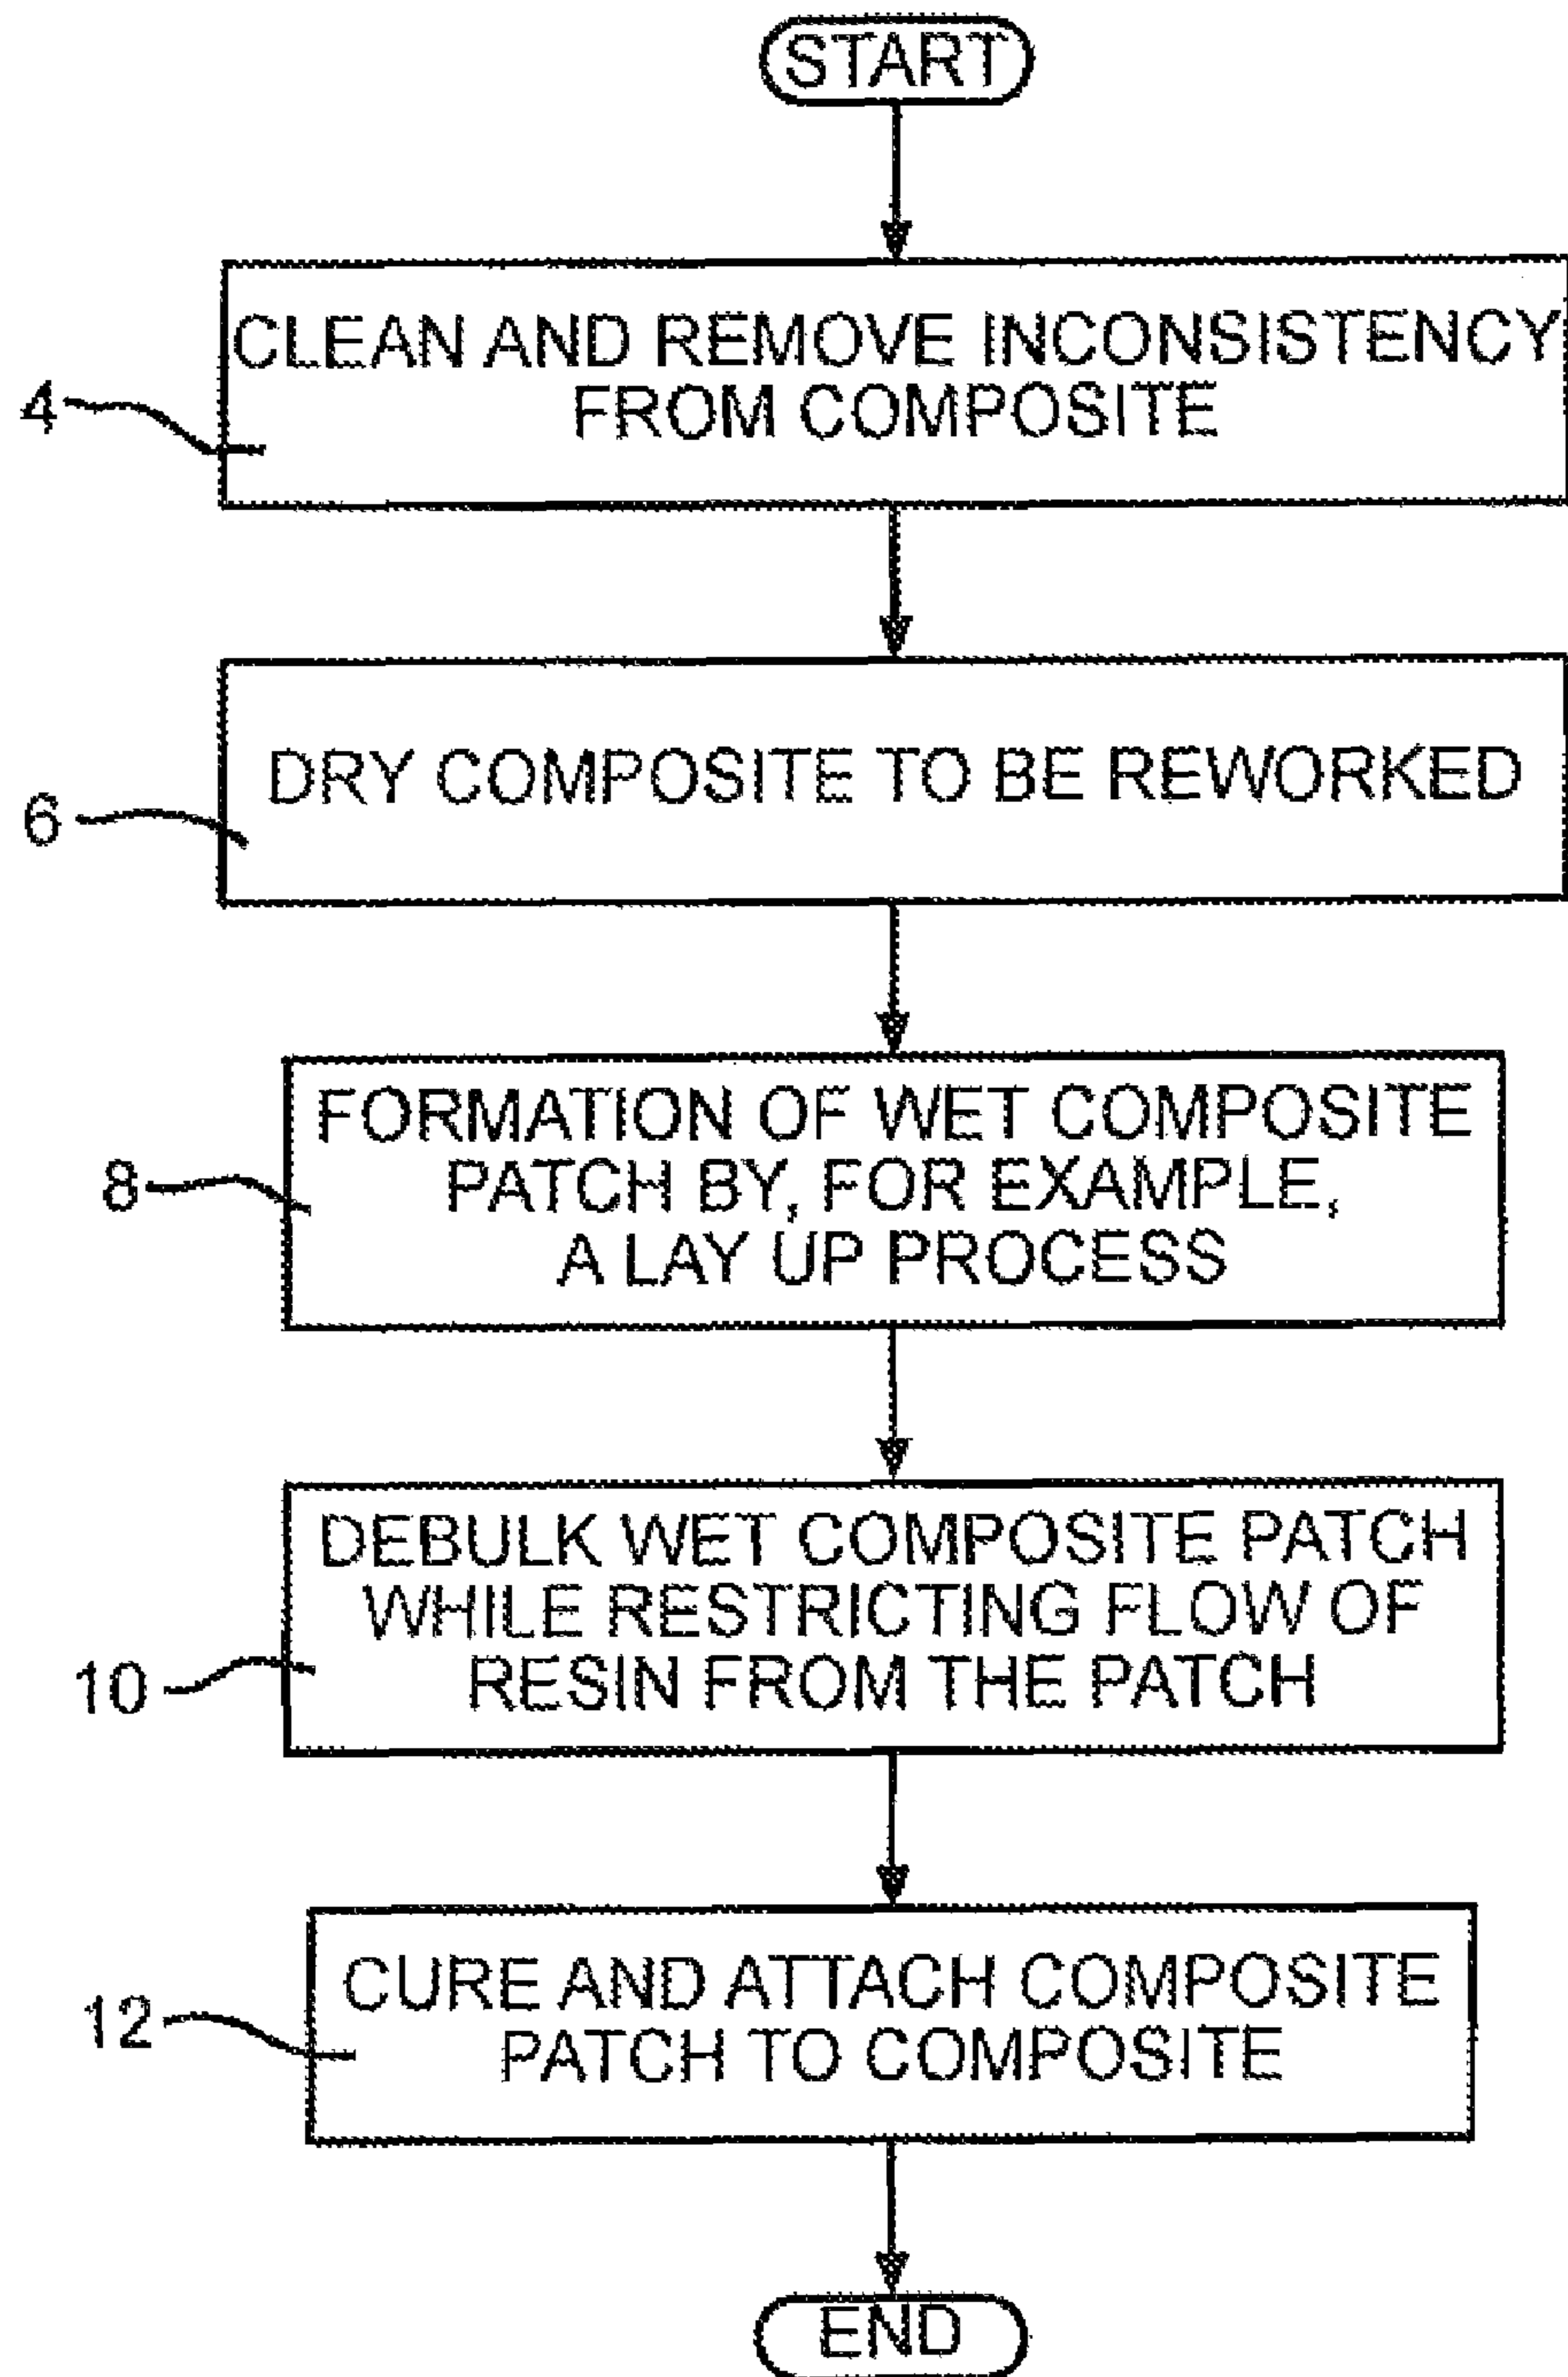 START
CLEAN AND REMOVE INCONSISTENCY
FROM COMPOSITE
4
DRY COMPOSITE TO BE REWORKED
6
FORMATION OF WET COMPOSITE
PATCH BY, FOR EXAMPLE,
A LAY UP PROCESS
8
DEBULK WET COMPOSITE PATCH
WHILE RESTRICTING FLOW OF
RESIN FROM THE PATCH
10
CURE AND ATTACH COMPOSITE
PATCH TO COMPOSITE
12
END